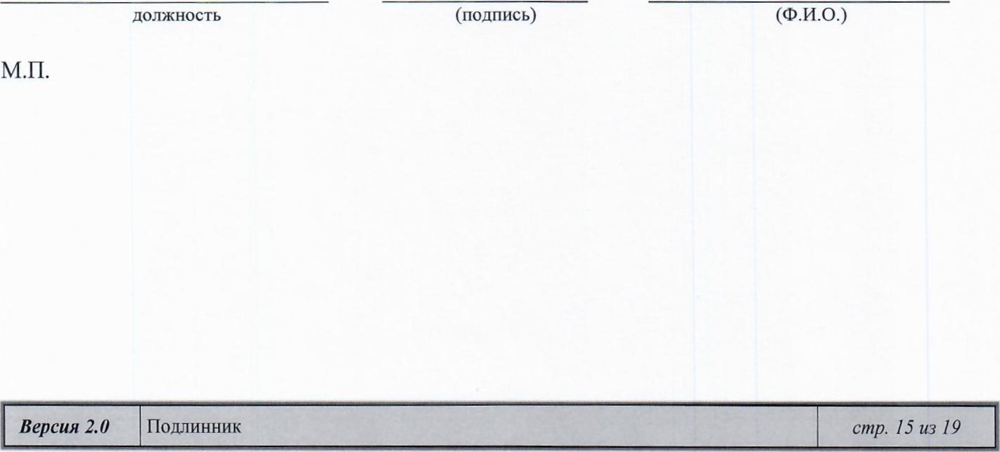 должность (подпись) (Ф.И.О.)
М.П.
Версия 2.0 Подлинник стр. 15 из 19